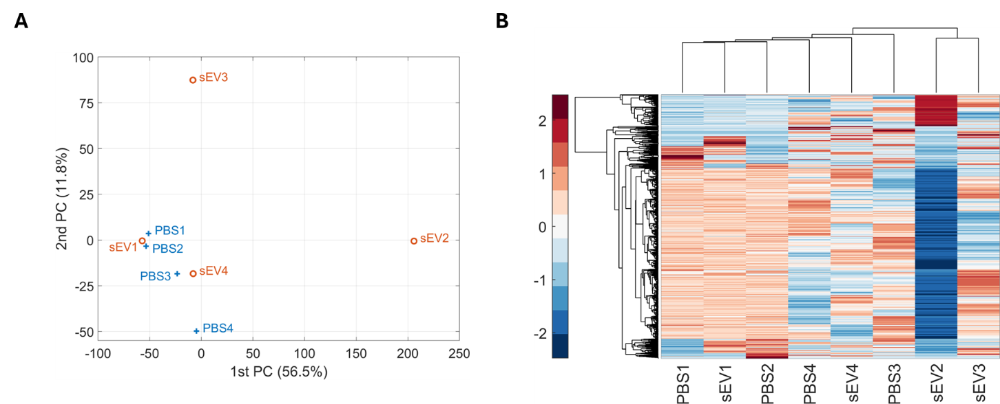 A
B
100
75
50
25
0
-25
-50
2nd PC (11.8%)
-100
-50
0
50
100
150
200
250
1st PC (56.5%)
sEV3
PBS1
sEV1
PBS2
sEV2
sEV4
PBS3
PBS4
2
1
0
-1
-2
PBS1
sEV1
PBS2
PBS4
sEV4
PBS3
sEV2
sEV3